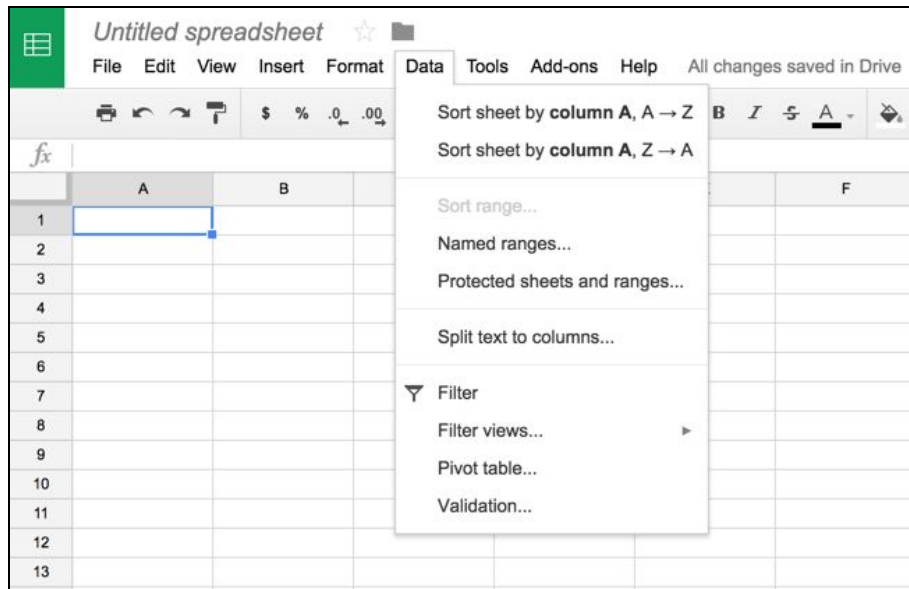 Untitled spreadsheet
File Edit View Insert Format Data Tools Add-ons Help All changes saved in Drive
$ % .0 .00 B I S A
Sort sheet by column A, A → Z
Sort sheet by column A, Z → A
fx
A B F
Sort range...
Named ranges...
Protected sheets and ranges...
Split text to columns...
Filter
Filter views...
Pivot table...
Validation...
1
2
3
4
5
6
7
8
9
10
11
12
13